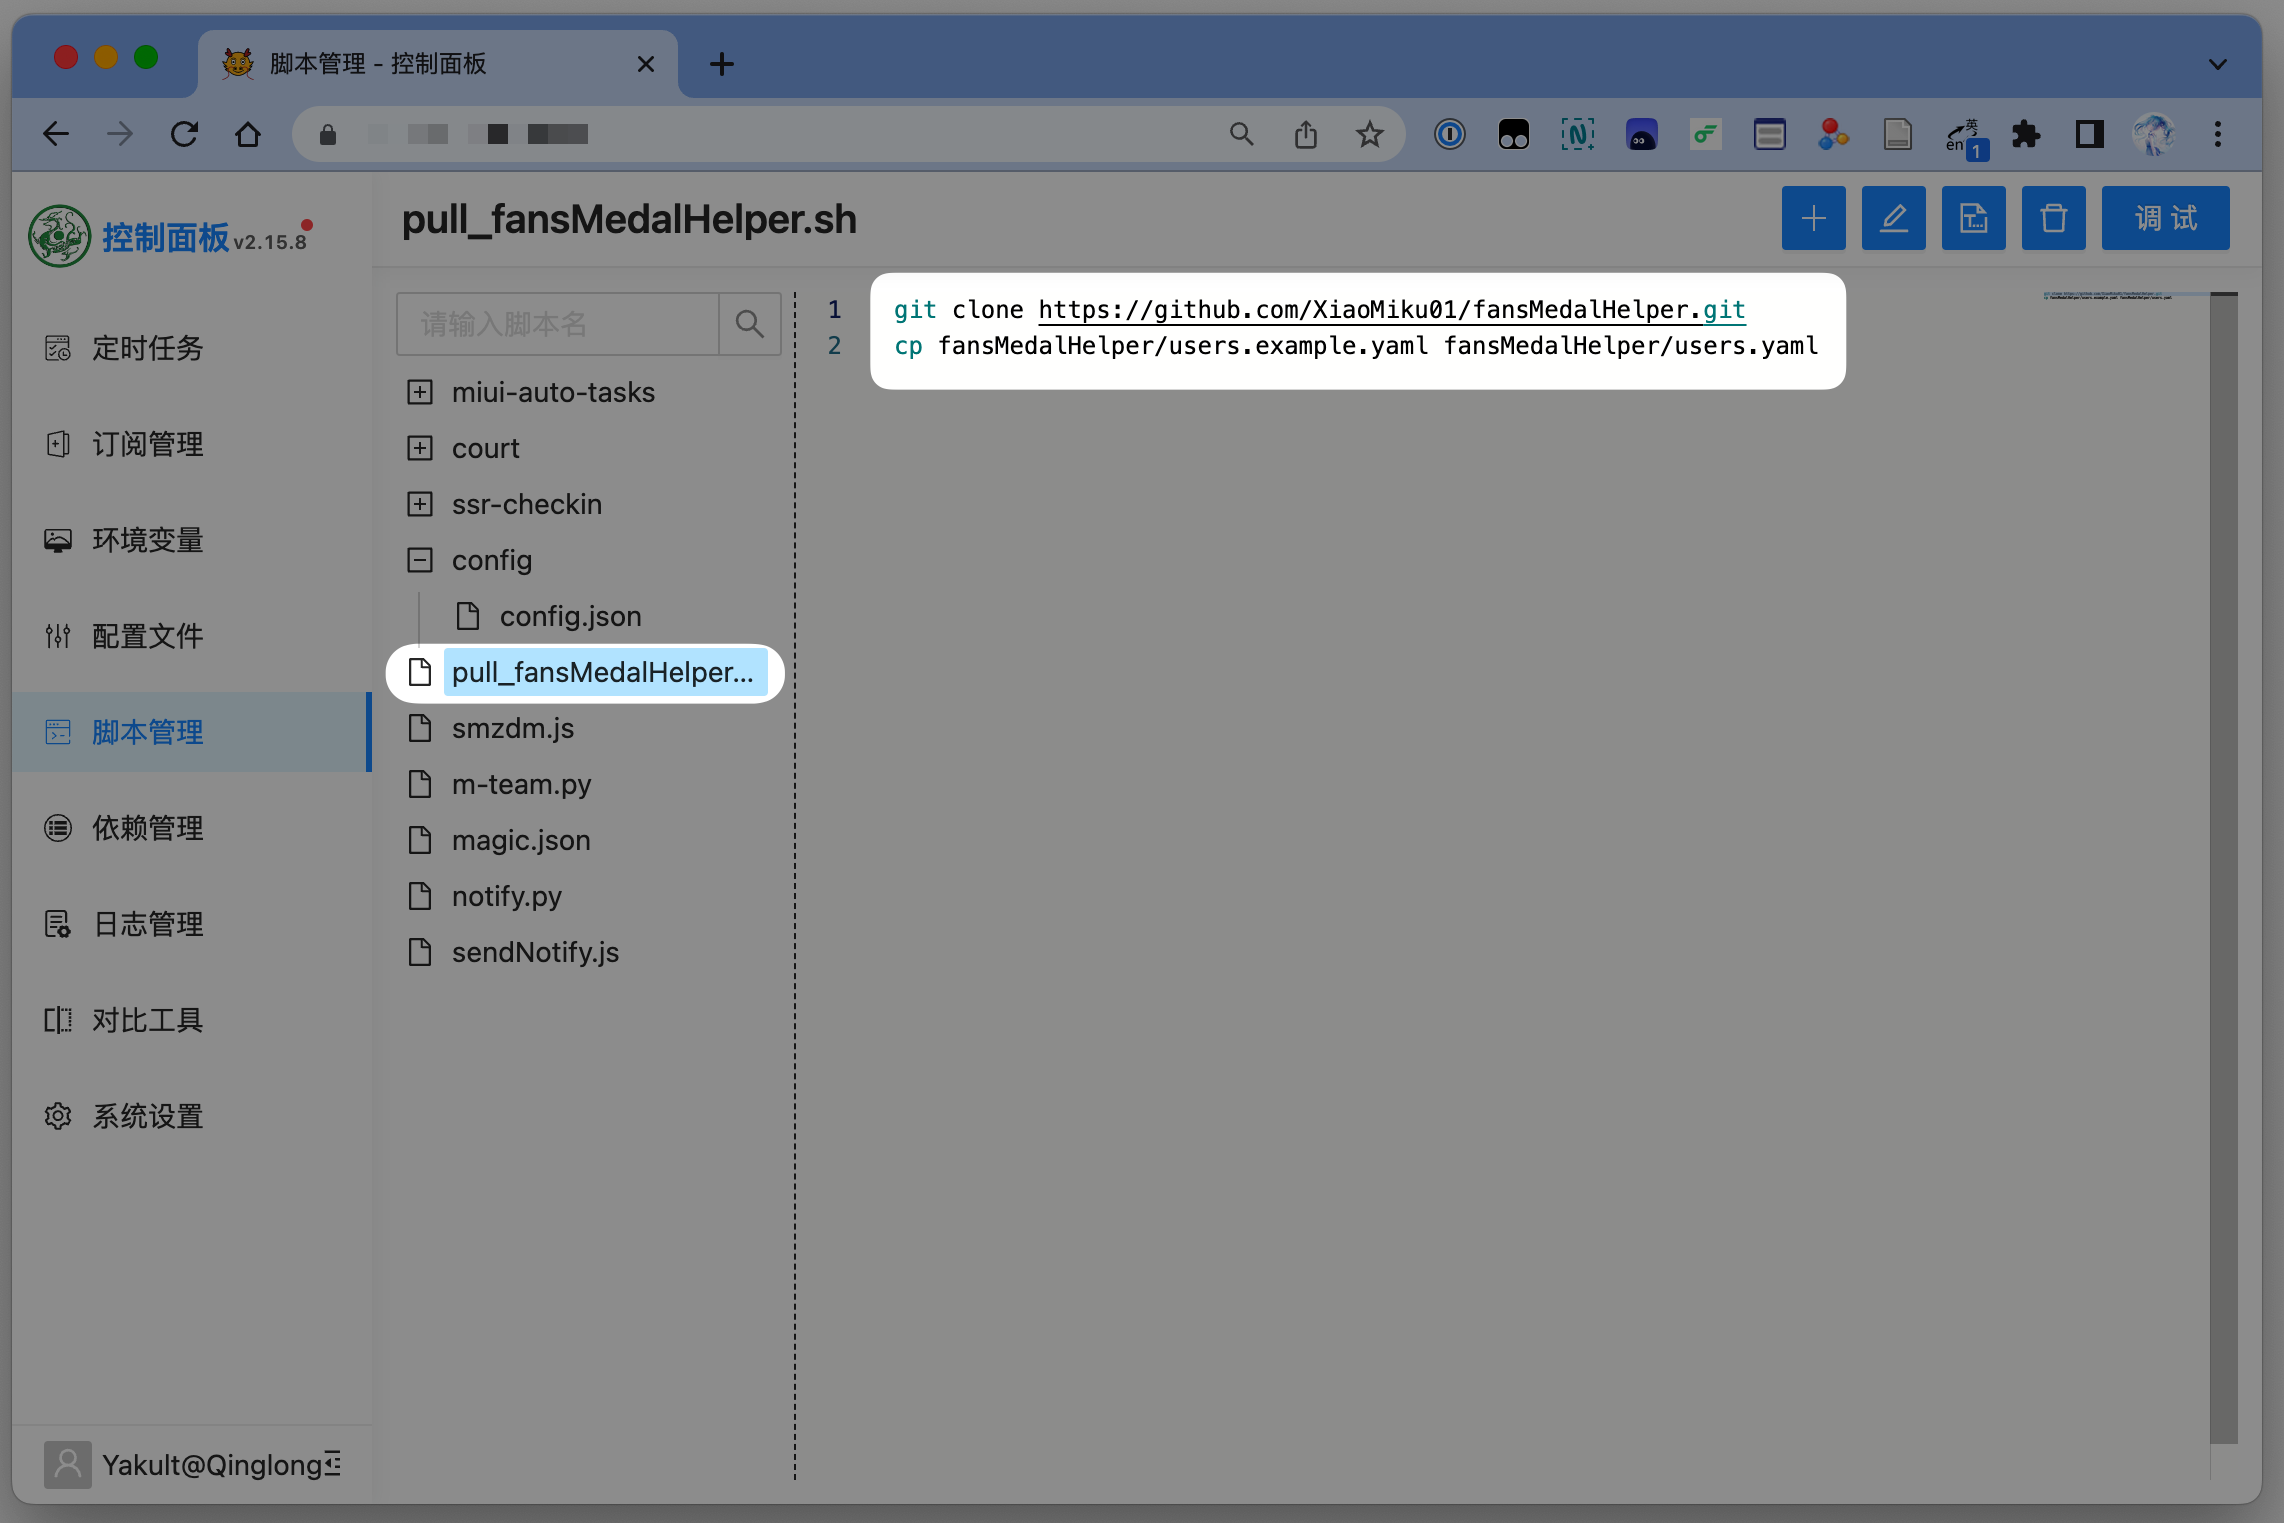 脚本管理 - 控制面板
英
en
1
控制面板 v2.15.8
pull_fansMedalHelper.sh
调 试
定时任务
订阅管理
环境变量
配置文件
脚本管理
依赖管理
日志管理
对比工具
系统设置
Yakult@Qinglong
请输入脚本名
miui-auto-tasks
court
ssr-checkin
config
config.json
pull_fansMedalHelper...
smzdm.js
m-team.py
magic.json
notify.py
sendNotify.js
1 git clone https://github.com/XiaoMiku01/fansMedalHelper.git
2 cp fansMedalHelper/users.example.yaml fansMedalHelper/users.yaml